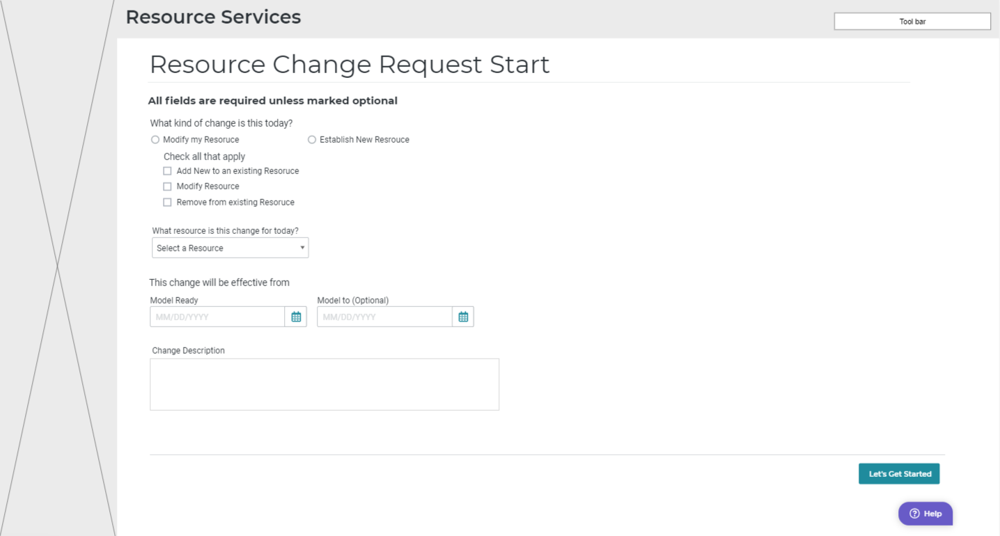 Resource Services
Tool bar
Resource Change Request Start
All fields are required unless marked optional
What kind of change is this today?
Modify my Resoruce
Establish New Resrouce
Check all that apply
Add New to an existing Resoruce
Modify Resource
Remove from existing Resoruce
What resource is this change for today?
Select a Resource
This change will be effective from
Model Ready
Model to (Optional)
MM/DD/YYYY
MM/DD/YYYY
Change Description
Let's Get Started
Help